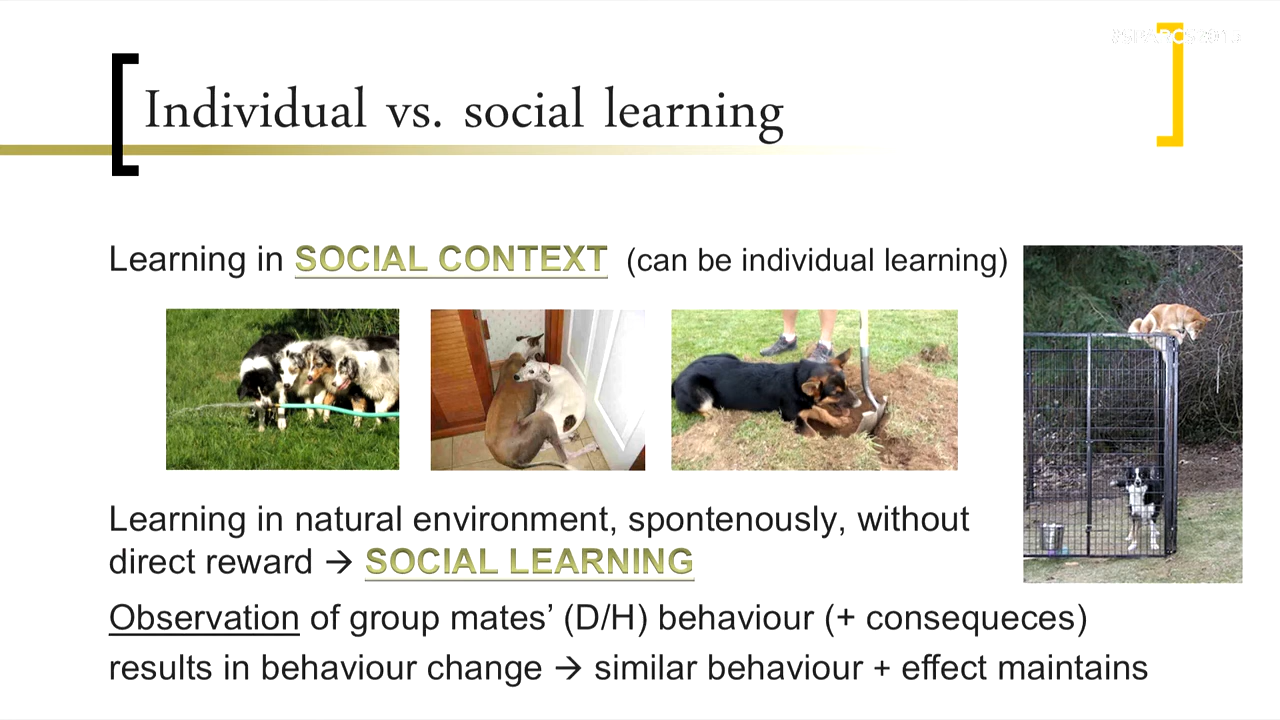 Individual vs. social learning
Learning in SOCIAL CONTEXT (can be individual learning)
Learning in natural environment, spontenously, without
direct reward → SOCIAL LEARNING
Observation of group mates’ (D/H) behaviour (+ consequeces)
results in behaviour change → similar behaviour + effect maintains